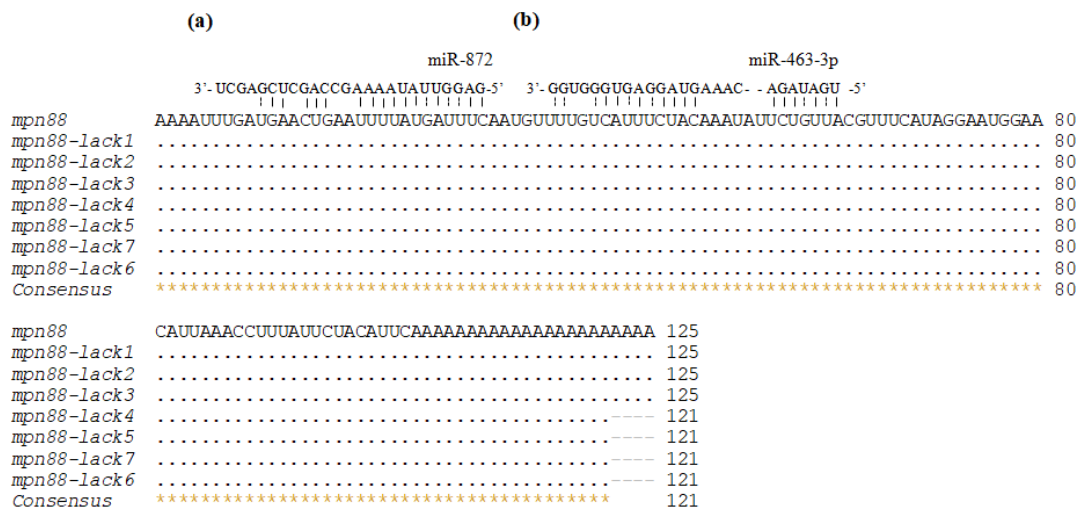 (a) (b)
miR-872 miR-463-3p
3'-UCGAGCUCGACCGAAAAUAUUGGAG-5' 3'-GGUGGGUGAGGAUGAAAC--AGAUAGU-5'
mpn88 AAAAUUUGAUGAACUGAAUUUUAUGAUUUCAAUGUUUUGUCAUUUCUACAAAUAUUCUGUUACGUUUCAUAGGAAUGGAA 80
mpn88-lack1 ................................................................................ 80
mpn88-lack2 ................................................................................ 80
mpn88-lack3 ................................................................................ 80
mpn88-lack4 ................................................................................ 80
mpn88-lack5 ................................................................................ 80
mpn88-lack7 ................................................................................ 80
mpn88-lack6 ................................................................................ 80
Consensus ******************************************************************************** 80
mpn88 CAUUAAACCUUUAUUCUACAUUCAAAAAAAAAAAAAAAAAAAAAA 125
mpn88-lack1 ............................................. 125
mpn88-lack2 ............................................. 125
mpn88-lack3 ............................................. 125
mpn88-lack4 .........................................---- 121
mpn88-lack5 .........................................---- 121
mpn88-lack7 .........................................---- 121
mpn88-lack6 .........................................---- 121
Consensus ***************************************** 121